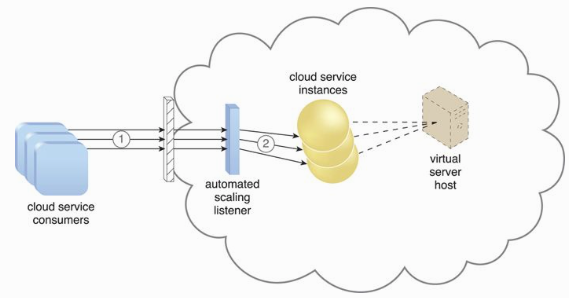 cloud service
consumers
1
automated
scaling
listener
2
cloud service
instances
virtual
server
host